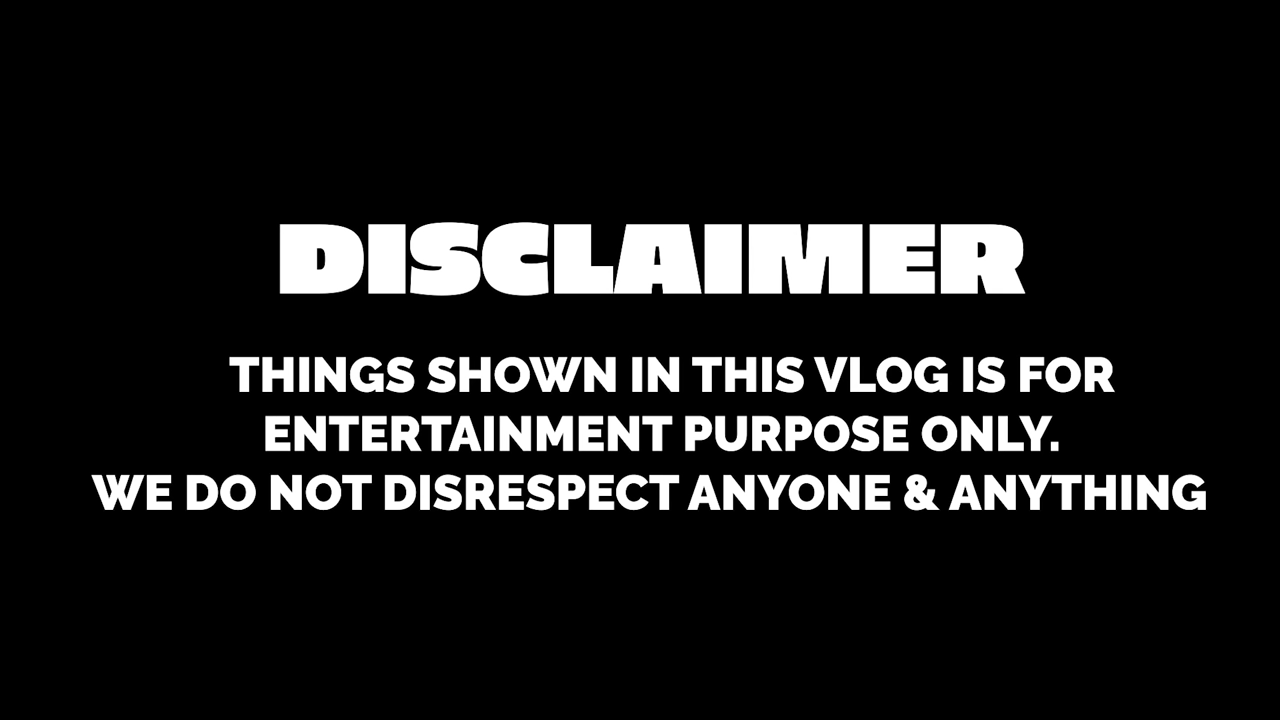 DISCLAIMER
THINGS SHOWN IN THIS VLOG IS FOR
ENTERTAINMENT PURPOSE ONLY.
WE DO NOT DISRESPECT ANYONE & ANYTHING